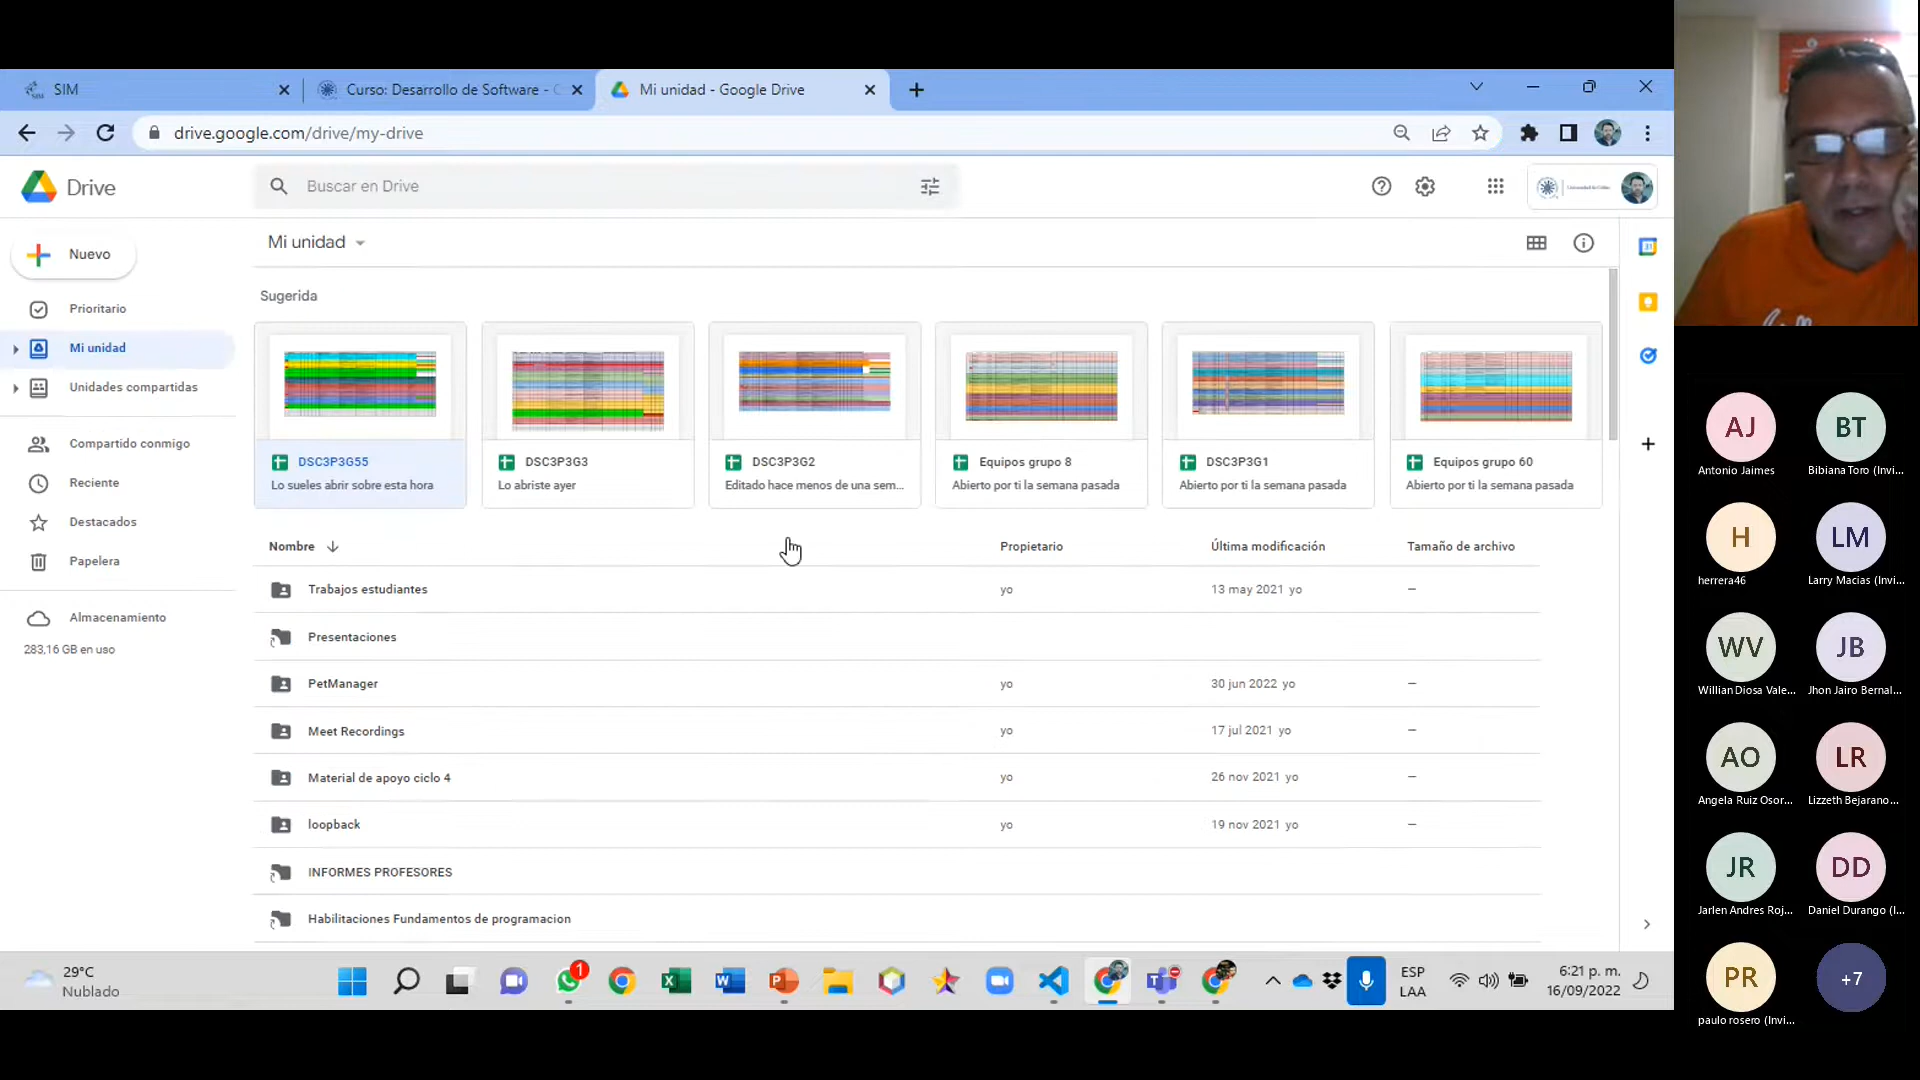 SIM
Curso: Desarrollo de Software - C
Mi unidad - Google Drive
drive.google.com/drive/my-drive
Drive
Buscar en Drive
Nuevo
Mi unidad
Prioritario
Mi unidad
Unidades compartidas
Compartido conmigo
Reciente
Destacados
Papelera
Almacenamiento
283,16 GB en uso
Sugerida
DSC3P3G55
Lo sueles abrir sobre esta hora
DSC3P3G3
Lo abriste ayer
DSC3P3G2
Editado hace menos de una sem...
Equipos grupo 8
Abierto por ti la semana pasada
DSC3P3G1
Abierto por ti la semana pasada
Equipos grupo 60
Abierto por ti la semana pasada
Nombre Propietario Última modificación Tamaño de archivo
Trabajos estudiantes yo 13 may 2021 yo —
Presentaciones
PetManager yo 30 jun 2022 yo —
Meet Recordings yo 17 jul 2021 yo —
Material de apoyo ciclo 4 yo 26 nov 2021 yo —
loopback yo 19 nov 2021 yo —
INFORMES PROFESORES
Habilitaciones Fundamentos de programacion
29°C
Nublado
1
ESP
LAA
6:21 p. m.
16/09/2022
AJ BT
Antonio Jaimes Bibiana Toro (Invi...
H LM
herrera46 Larry Macias (Invi...
WV JB
Willian Diosa Vale... Jhon Jairo Bernal...
AO LR
Angela Ruiz Osor... Lizzeth Bejarano...
JR DD
Jarlen Andres Roj... Daniel Durango (I...
PR +7
paulo rosero (Invi...